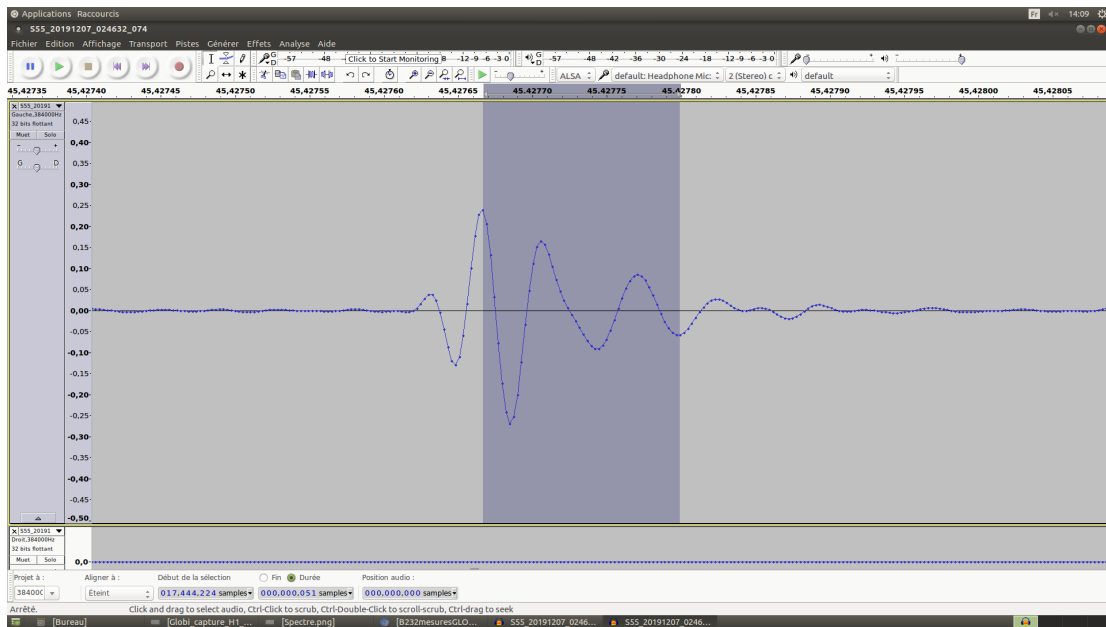 Applications Raccourcis Fr 14:09
S55_20191207_024632_074
Fichier Edition Affichage Transport Pistes Générer Effets Analyse Aide
G D -57 -48 Click to Start Monitoring 8 -12 -9 -6 -3 0 G D -57 -48 -42 -36 -30 -24 -18 -12 -9 -6 -3 0 - + - +
- + ALSA default: Headphone Mic: 2 (Stereo) c default
45,42735 45,42740 45,42745 45,42750 45,42755 45,42760 45,42765 45,42770 45,42775 45,42780 45,42785 45,42790 45,42795 45,42800 45,42805
S55_20191
Gauche,384000Hz
32 bits flottant
Muet Solo
- +
G D
0,45
0,40
0,35
0,30
0,25
0,20
0,15
0,10
0,05
0,00
-0,05
-0,10
-0,15
-0,20
-0,25
-0,30
-0,35
-0,40
-0,45
-0,50
S55_20191
Droit,384000Hz
32 bits flottant
Muet Solo
0,0
Projet à : Aligner à : Début de la sélection Fin Durée Position audio :
38400C Éteint 017,444,224 samples 000,000,051 samples 000,000,000 samples
Arrêté. Click and drag to select audio, Ctrl-Click to scrub, Ctrl-Double-Click to scroll-scrub, Ctrl-drag to seek
[Bureau] [Globi_capture_H1_... [Spectre.png] [B232mesuresGLO... S55_20191207_0246... S55_20191207_0246...